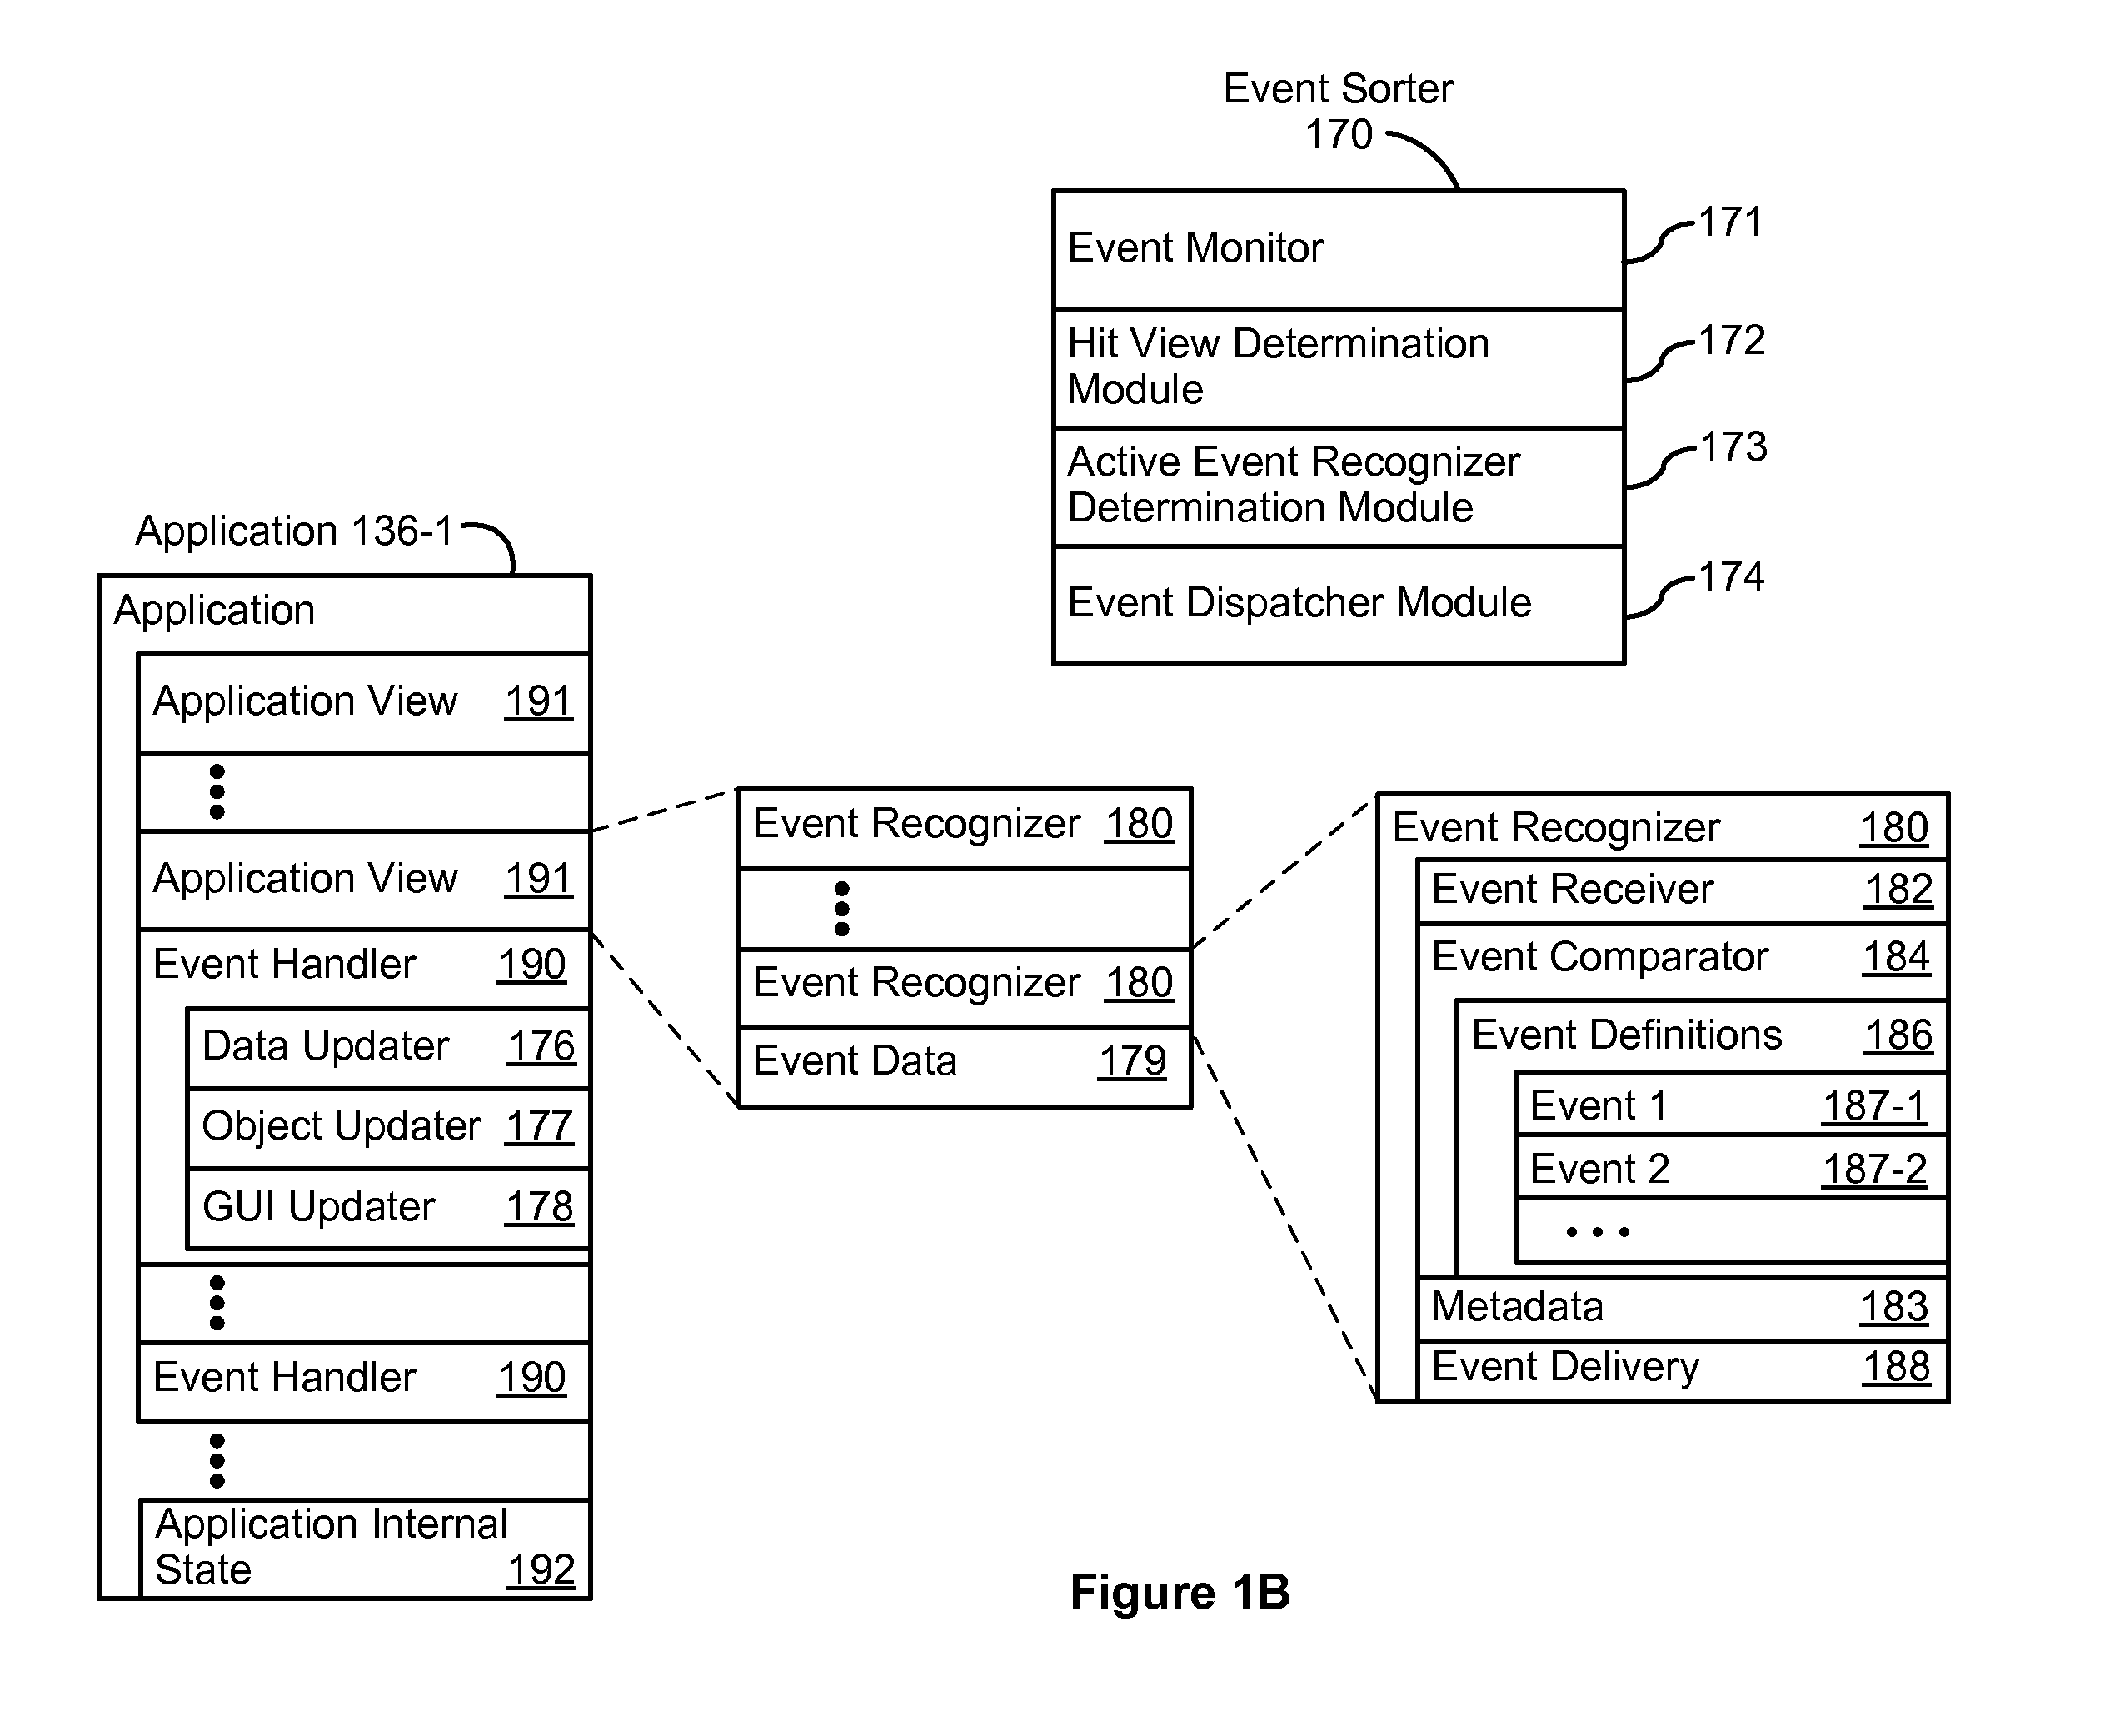 Event Sorter
170
Event Monitor
171
Hit View Determination
Module
172
Active Event Recognizer
Determination Module
173
Event Dispatcher Module
174
Application 136-1
Application
Application View 191
Application View 191
Event Handler 190
Data Updater 176
Object Updater 177
GUI Updater 178
Event Handler 190
Application Internal
State 192
Event Recognizer 180
Event Recognizer 180
Event Data 179
Event Recognizer 180
Event Receiver 182
Event Comparator 184
Event Definitions 186
Event 1 187-1
Event 2 187-2
• • •
Metadata 183
Event Delivery 188
Figure 1B